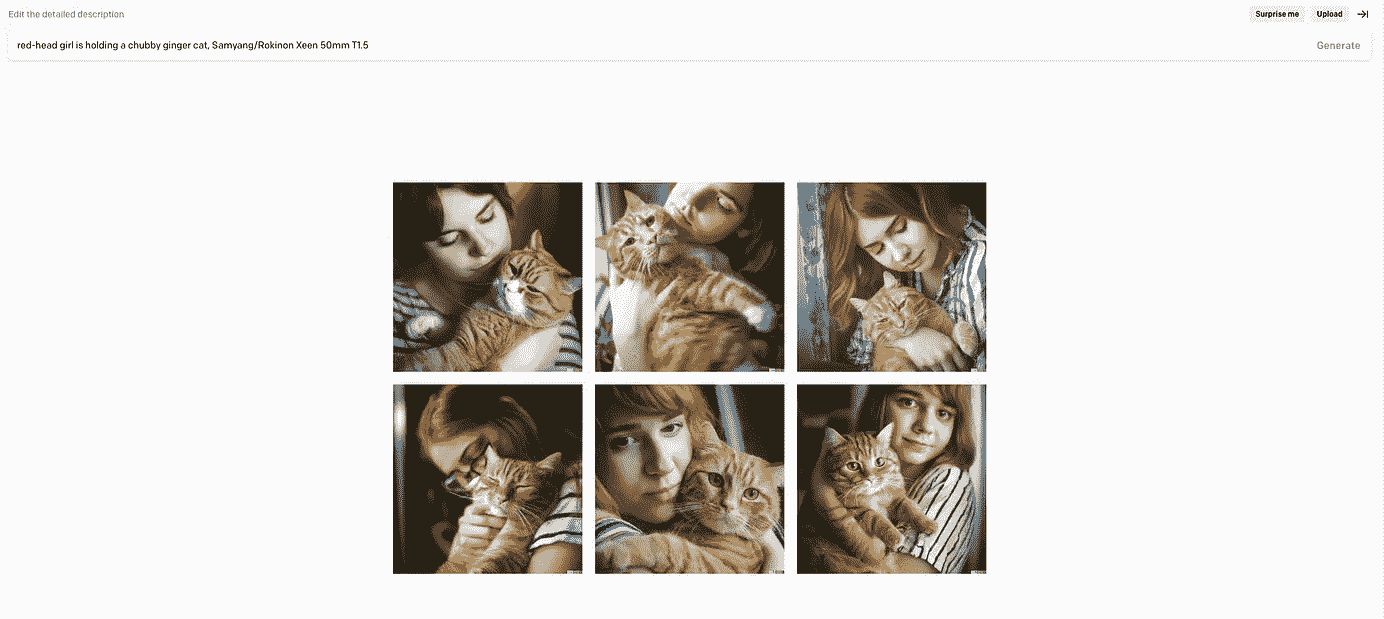 Edit the detailed description
Surprise me
Upload
red-head girl is holding a chubby ginger cat, Samyang/Rokinon Xeen 50mm T1.5
Generate